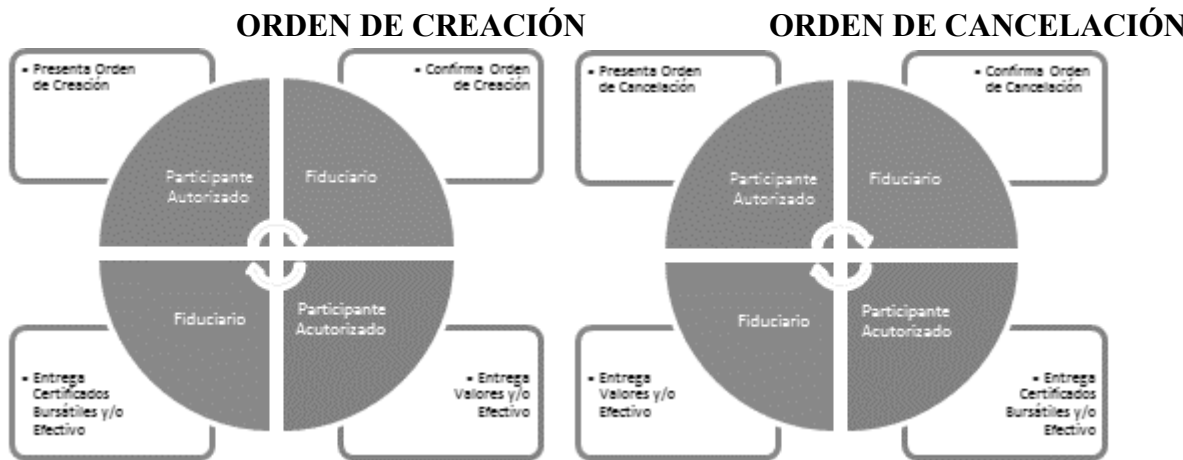 ORDEN DE CREACIÓN
▪ Presenta Orden
de Creación
▪ Confirma Orden
de Creación
Participante
Autorizado
Fiduciario
Fiduciario
Participante
Acutorizado
▪ Entrega
Certificados
Bursátiles y/o
Efectivo
▪ Entrega
Valores y/o
Efectivo
ORDEN DE CANCELACIÓN
▪ Presenta Orden
de Cancelación
▪ Confirma Orden
de Cancelación
Participante
Autorizado
Fiduciario
Fiduciario
Participante
Acutorizado
▪ Entrega
Valores y/o
Efectivo
▪ Entrega
Certificados
Bursátiles y/o
Efectivo